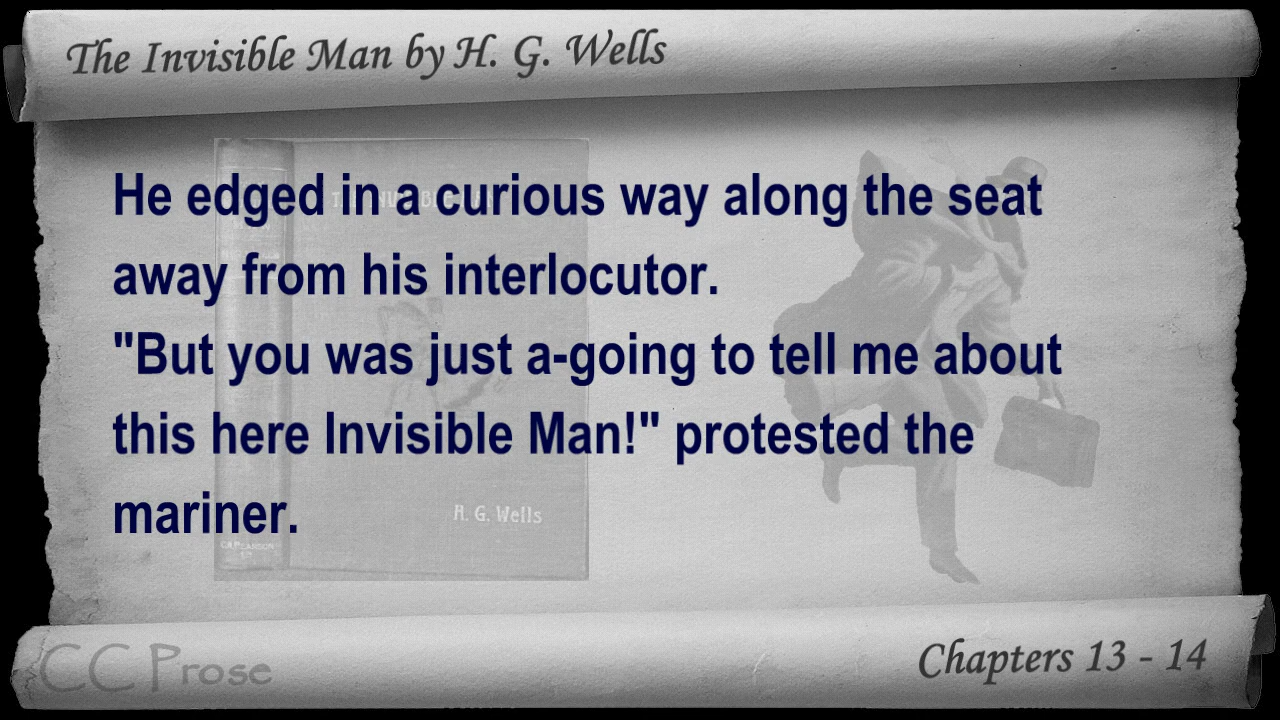 The Invisible Man by H. G. Wells
He edged in a curious way along the seat
away from his interlocutor.
"But you was just a-going to tell me about
this here Invisible Man!" protested the
mariner.
H. G. Wells
CC Prose
Chapters 13 - 14